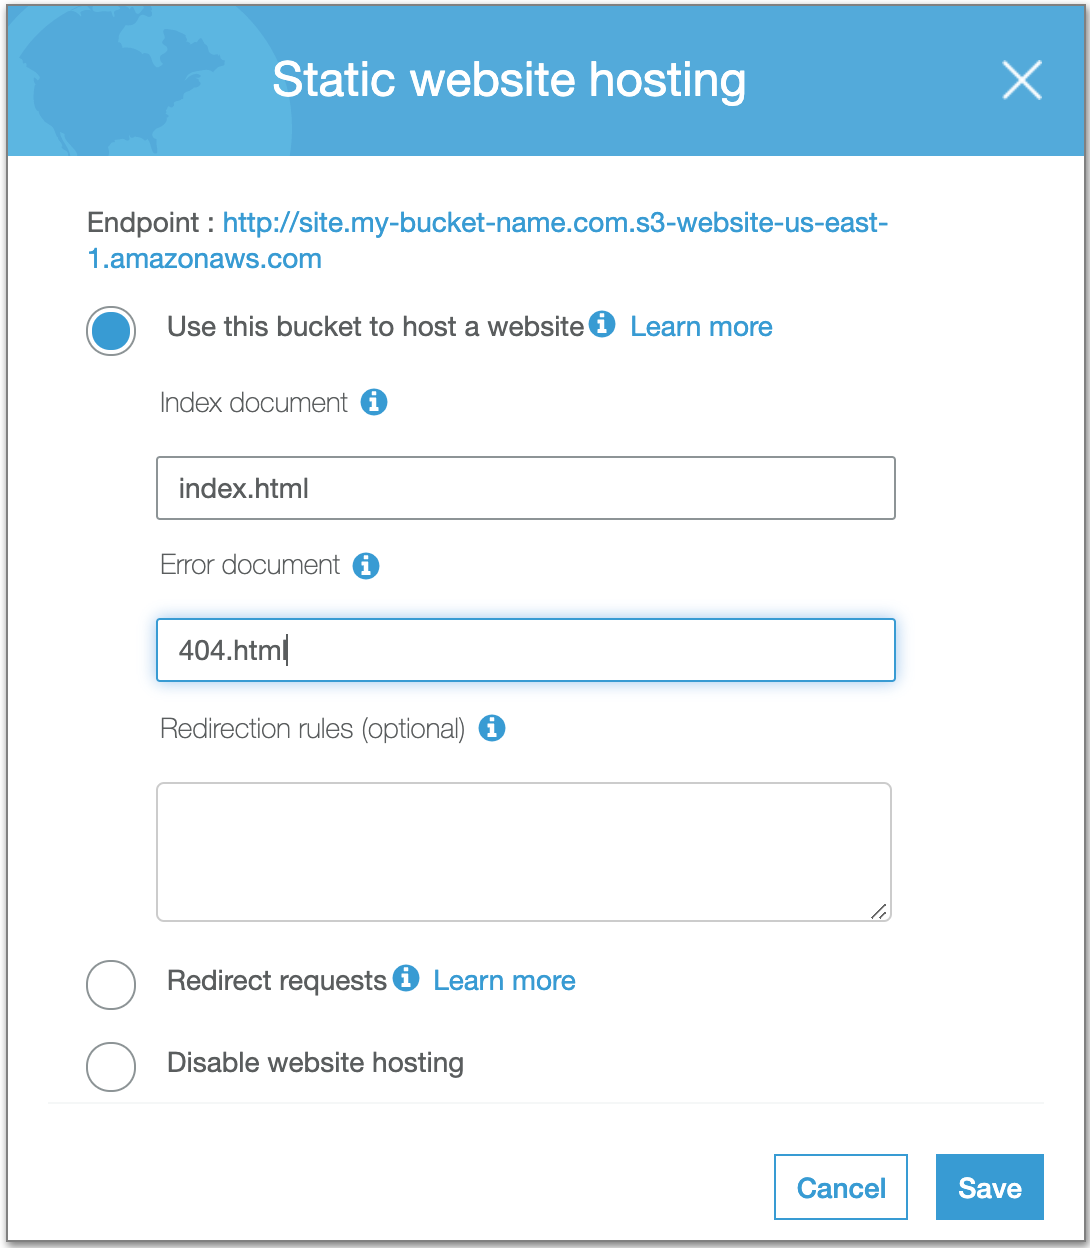 Static website hosting
Endpoint : http://site.my-bucket-name.com.s3-website-us-east-
1.amazonaws.com
Use this bucket to host a website Learn more
Index document
index.html
Error document
404.html
Redirection rules (optional)
Redirect requests Learn more
Disable website hosting
Cancel Save